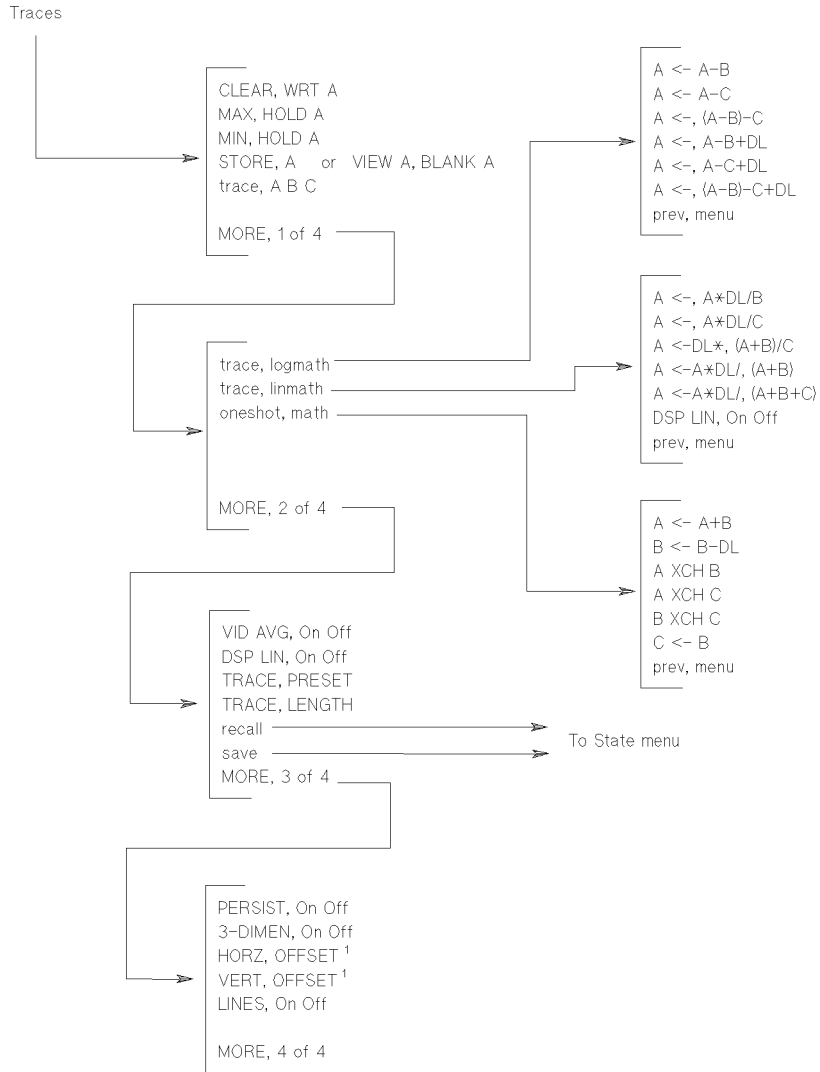 Traces
CLEAR, WRT A
MAX, HOLD A
MIN, HOLD A
STORE, A or VIEW A, BLANK A
trace, A B C
MORE, 1 of 4
trace, logmath
trace, linmath
oneshot, math
MORE, 2 of 4
VID AVG, On Off
DSP LIN, On Off
TRACE, PRESET
TRACE, LENGTH
recall
save
MORE, 3 of 4
To State menu
PERSIST, On Off
3-DIMEN, On Off
HORZ, OFFSET 1
VERT, OFFSET 1
LINES, On Off
MORE, 4 of 4
A <- A-B
A <- A-C
A <-, (A-B)-C
A <-, A-B+DL
A <-, A-C+DL
A <-, (A-B)-C+DL
prev, menu
A <-, A*DL/B
A <-, A*DL/C
A <-DL*, (A+B)/C
A <-A*DL/, (A+B)
A <-A*DL/, (A+B+C)
DSP LIN, On Off
prev, menu
A <- A+B
B <- B-DL
A XCH B
A XCH C
B XCH C
C <- B
prev, menu